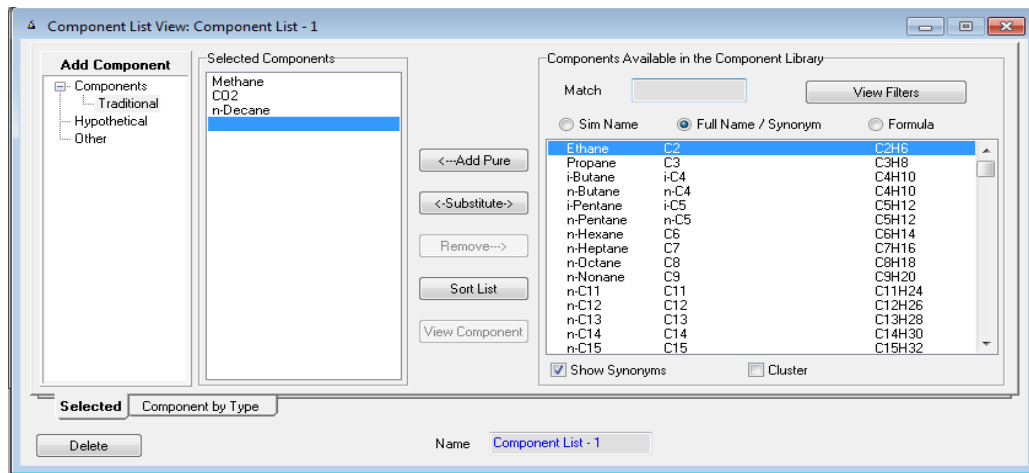 Component List View: Component List - 1
Add Component
Components
Traditional
Hypothetical
Other
Selected Components
Methane
CO2
n-Decane
<---Add Pure
<-Substitute->
Remove--->
Sort List
View Component
Components Available in the Component Library
Match
View Filters
Sim Name Full Name / Synonym Formula
Ethane C2 C2H6
Propane C3 C3H8
i-Butane i-C4 C4H10
n-Butane n-C4 C4H10
i-Pentane i-C5 C5H12
n-Pentane n-C5 C5H12
n-Hexane C6 C6H14
n-Heptane C7 C7H16
n-Octane C8 C8H18
n-Nonane C9 C9H20
n-C11 C11 C11H24
n-C12 C12 C12H26
n-C13 C13 C13H28
n-C14 C14 C14H30
n-C15 C15 C15H32
Show Synonyms Cluster
Selected Component by Type
Delete Name Component List - 1